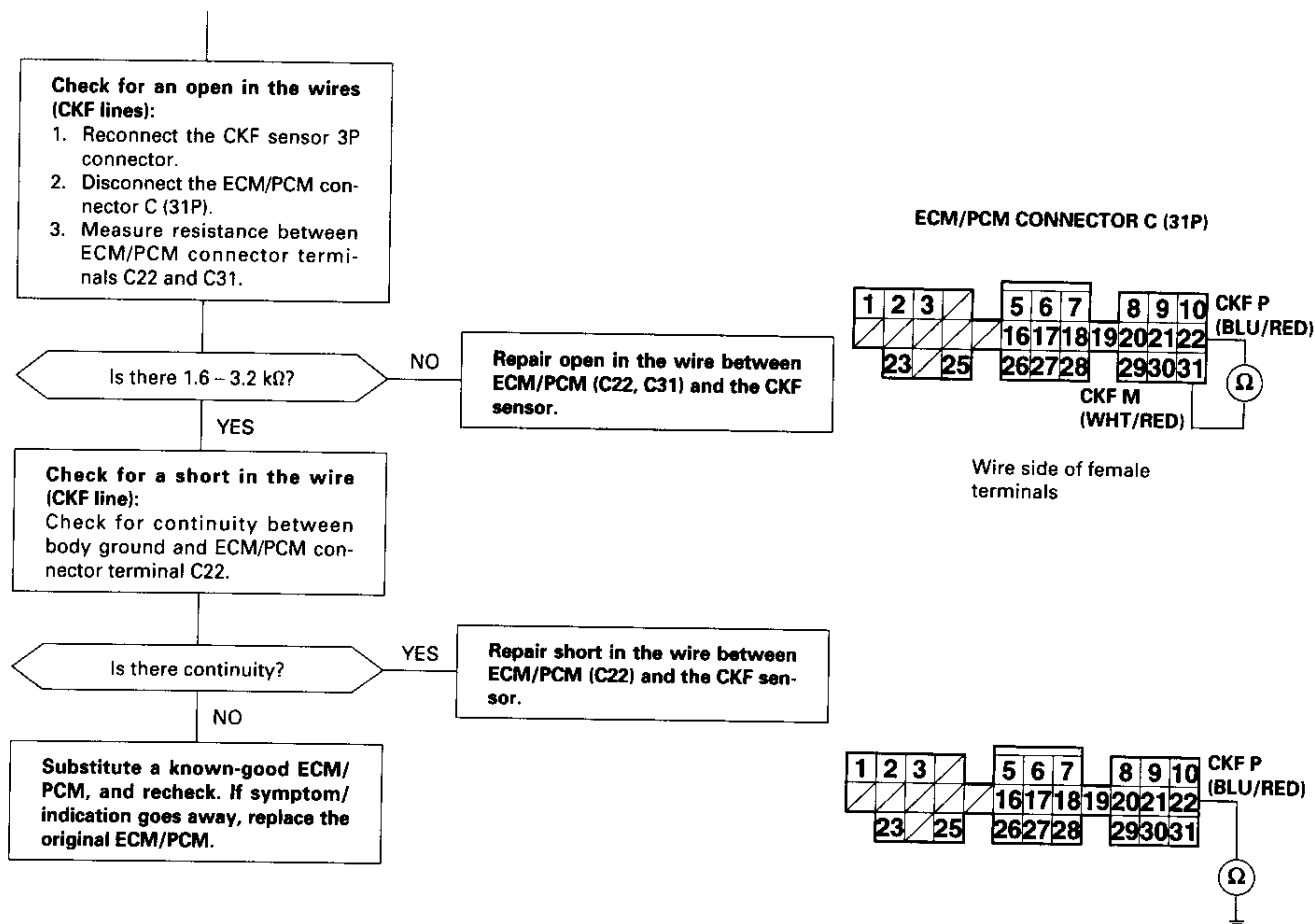 Check for an open in the wires
(CKF lines):
1. Reconnect the CKF sensor 3P
connector.
2. Disconnect the ECM/PCM con-
nector C (31P).
3. Measure resistance between
ECM/PCM connector termi-
nals C22 and C31.
Is there 1.6 – 3.2 kΩ?
NO
Repair open in the wire between
ECM/PCM (C22, C31) and the CKF
sensor.
YES
Check for a short in the wire
(CKF line):
Check for continuity between
body ground and ECM/PCM con-
nector terminal C22.
Is there continuity?
YES
Repair short in the wire between
ECM/PCM (C22) and the CKF sen-
sor.
NO
Substitute a known-good ECM/
PCM, and recheck. If symptom/
indication goes away, replace the
original ECM/PCM.
ECM/PCM CONNECTOR C (31P)
1 2 3 5 6 7 8 9 10
16 17 18 19 20 21 22
23 25 26 27 28 29 30 31
CKF P
(BLU/RED)
Ω
CKF M
(WHT/RED)
Wire side of female
terminals
1 2 3 5 6 7 8 9 10
16 17 18 19 20 21 22
23 25 26 27 28 29 30 31
CKF P
(BLU/RED)
Ω